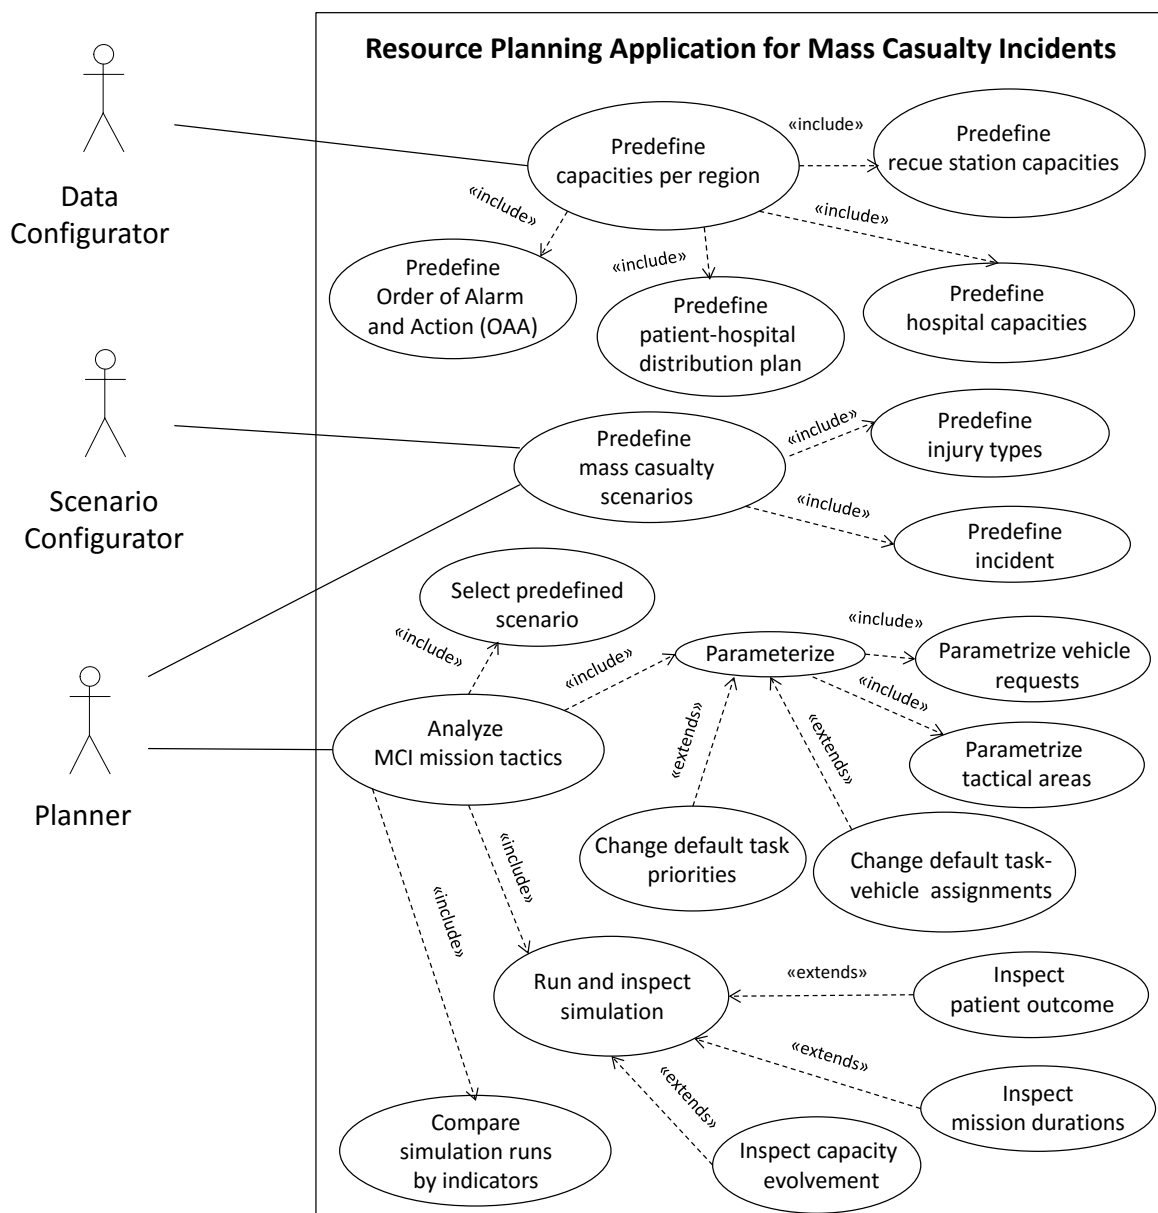 Resource Planning Application for Mass Casualty Incidents
Data
Configurator
Predefine
capacities per region
«include»
Predefine
recue station capacities
«include»
«include»
«include»
Predefine
Order of Alarm
and Action (OAA)
Predefine
patient-hospital
distribution plan
Predefine
hospital capacities
Scenario
Configurator
Predefine
mass casualty
scenarios
«include»
Predefine
injury types
«include»
Predefine
incident
Select predefined
scenario
«include»
«include»
Parameterize
«include»
Parametrize vehicle
requests
«include»
Parametrize
tactical areas
Planner
Analyze
MCI mission tactics
«extends»
«extends»
Change default task
priorities
Change default task-
vehicle assignments
«include»
«include»
Run and inspect
simulation
«extends»
Inspect
patient outcome
«extends»
Inspect
mission durations
«extends»
Inspect capacity
evolvement
Compare
simulation runs
by indicators